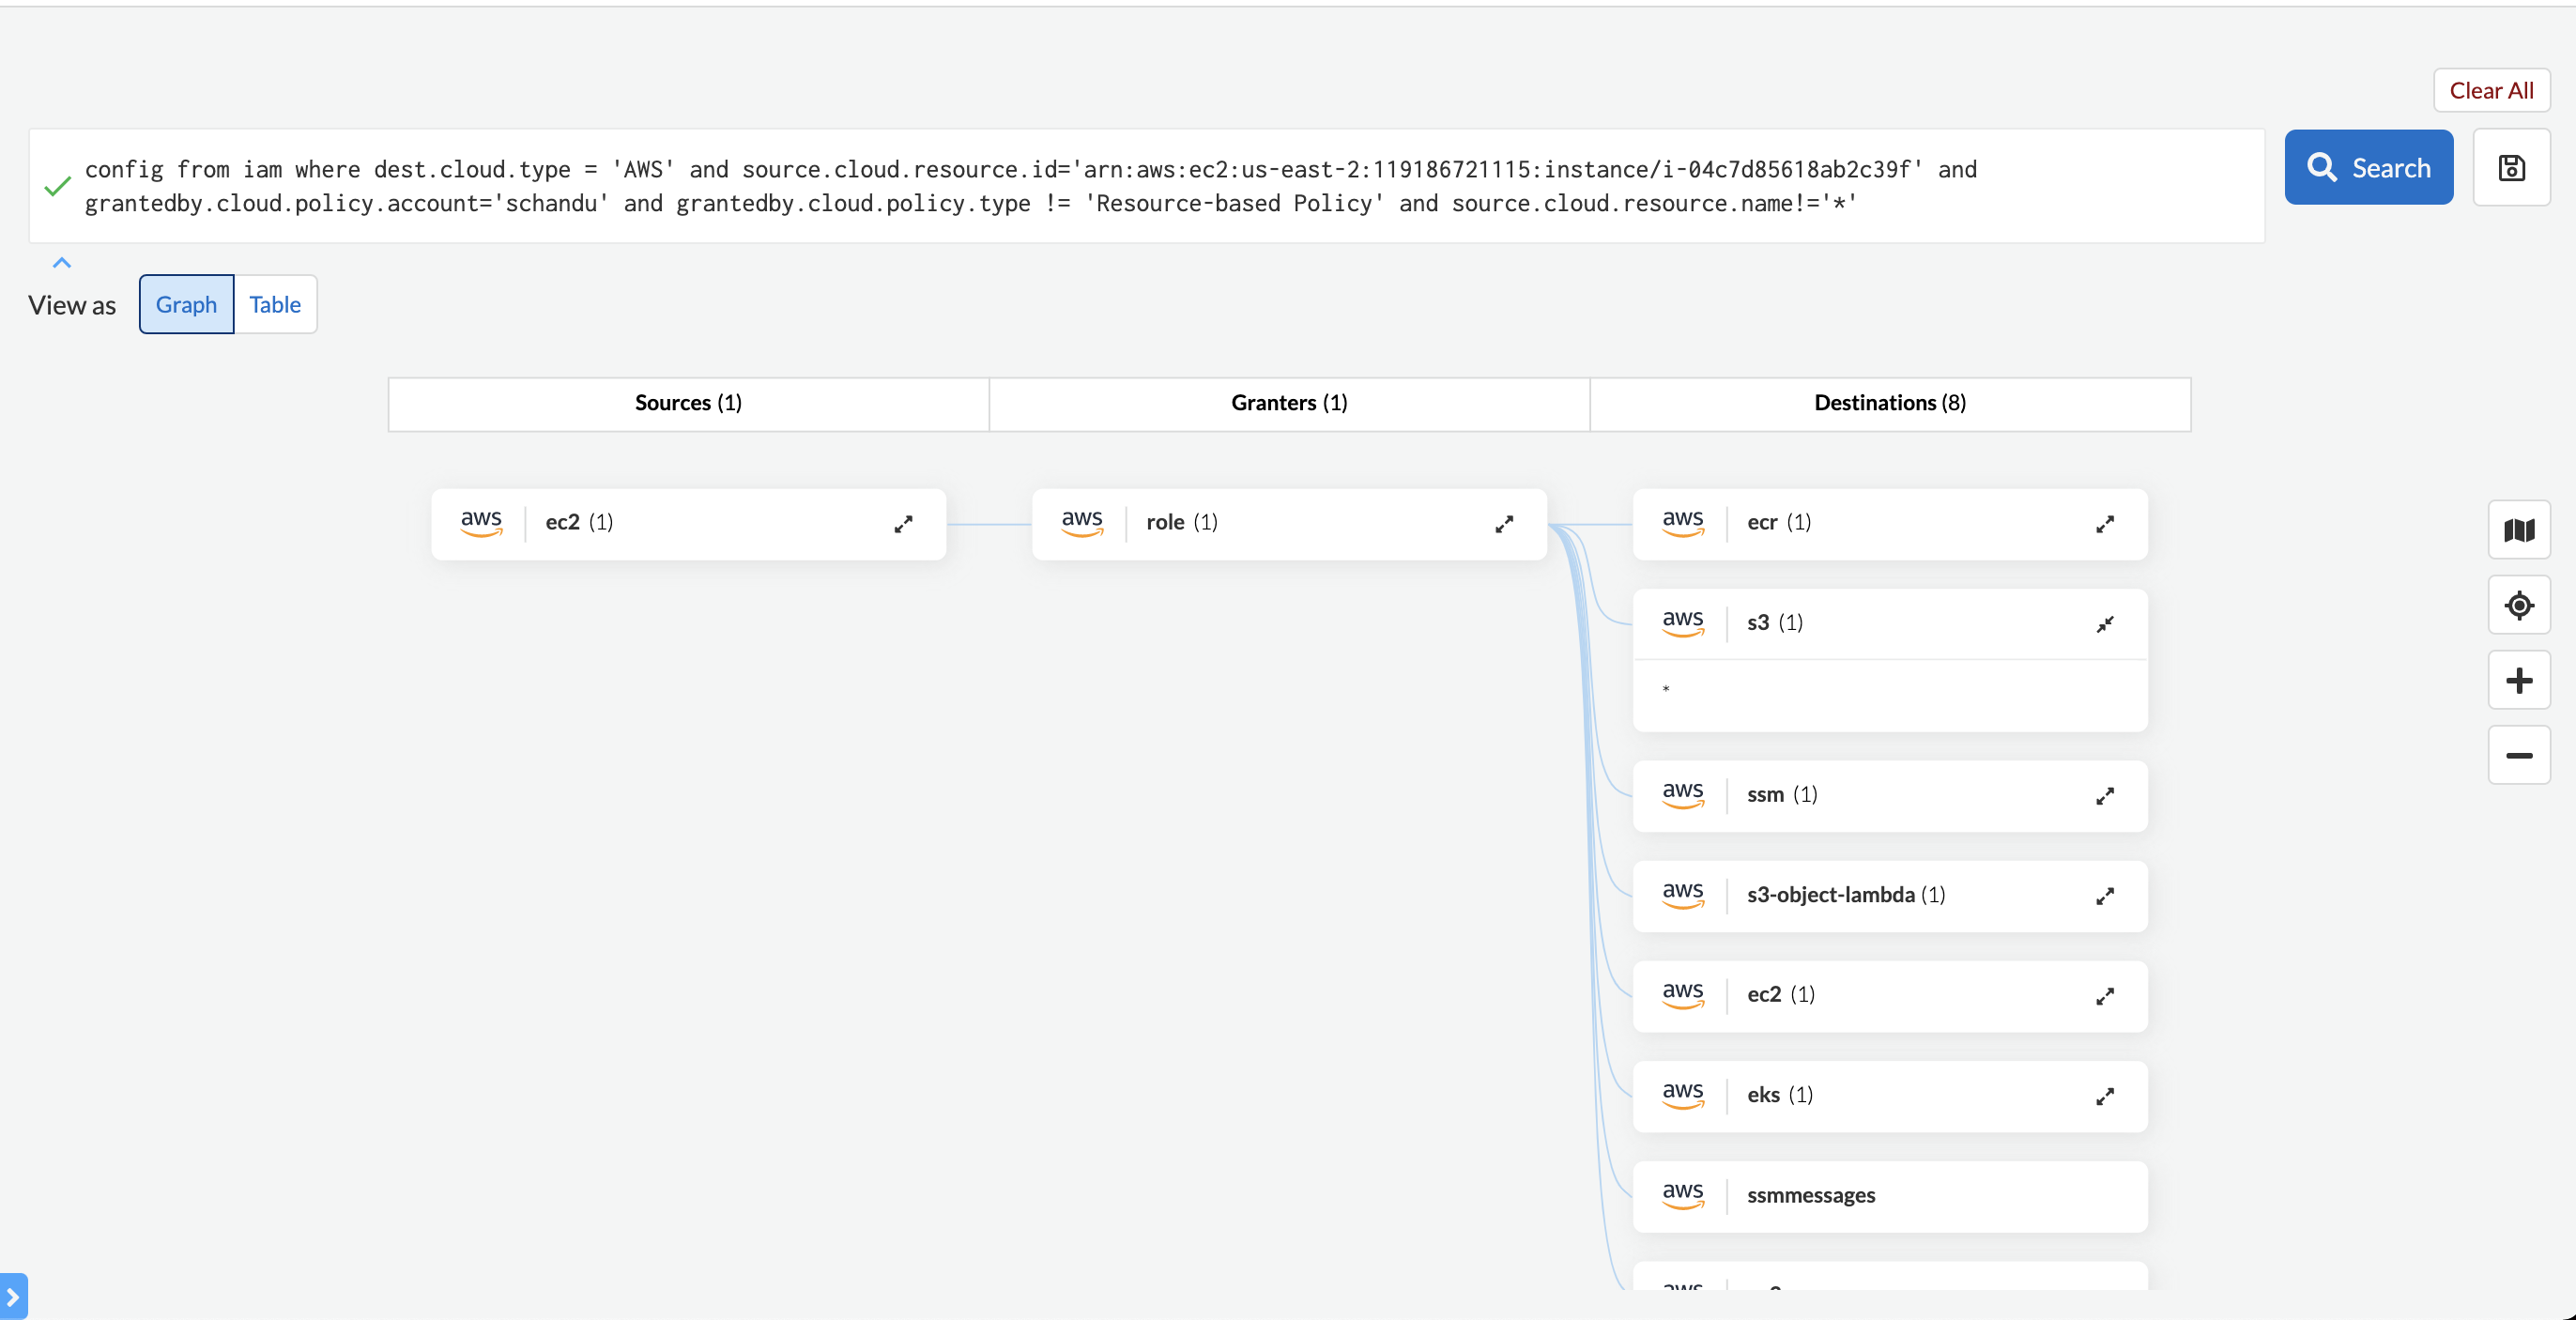 Clear All
config from iam where dest.cloud.type = 'AWS' and source.cloud.resource.id='arn:aws:ec2:us-east-2:119186721115:instance/i-04c7d85618ab2c39f' and
grantedby.cloud.policy.account='schandu' and grantedby.cloud.policy.type != 'Resource-based Policy' and source.cloud.resource.name!='*'
Search
View as Graph Table
Sources (1) Granters (1) Destinations (8)
aws ec2 (1) aws role (1) aws ecr (1)
aws s3 (1)
*
aws ssm (1)
aws s3-object-lambda (1)
aws ec2 (1)
aws eks (1)
aws ssmmessages
aws